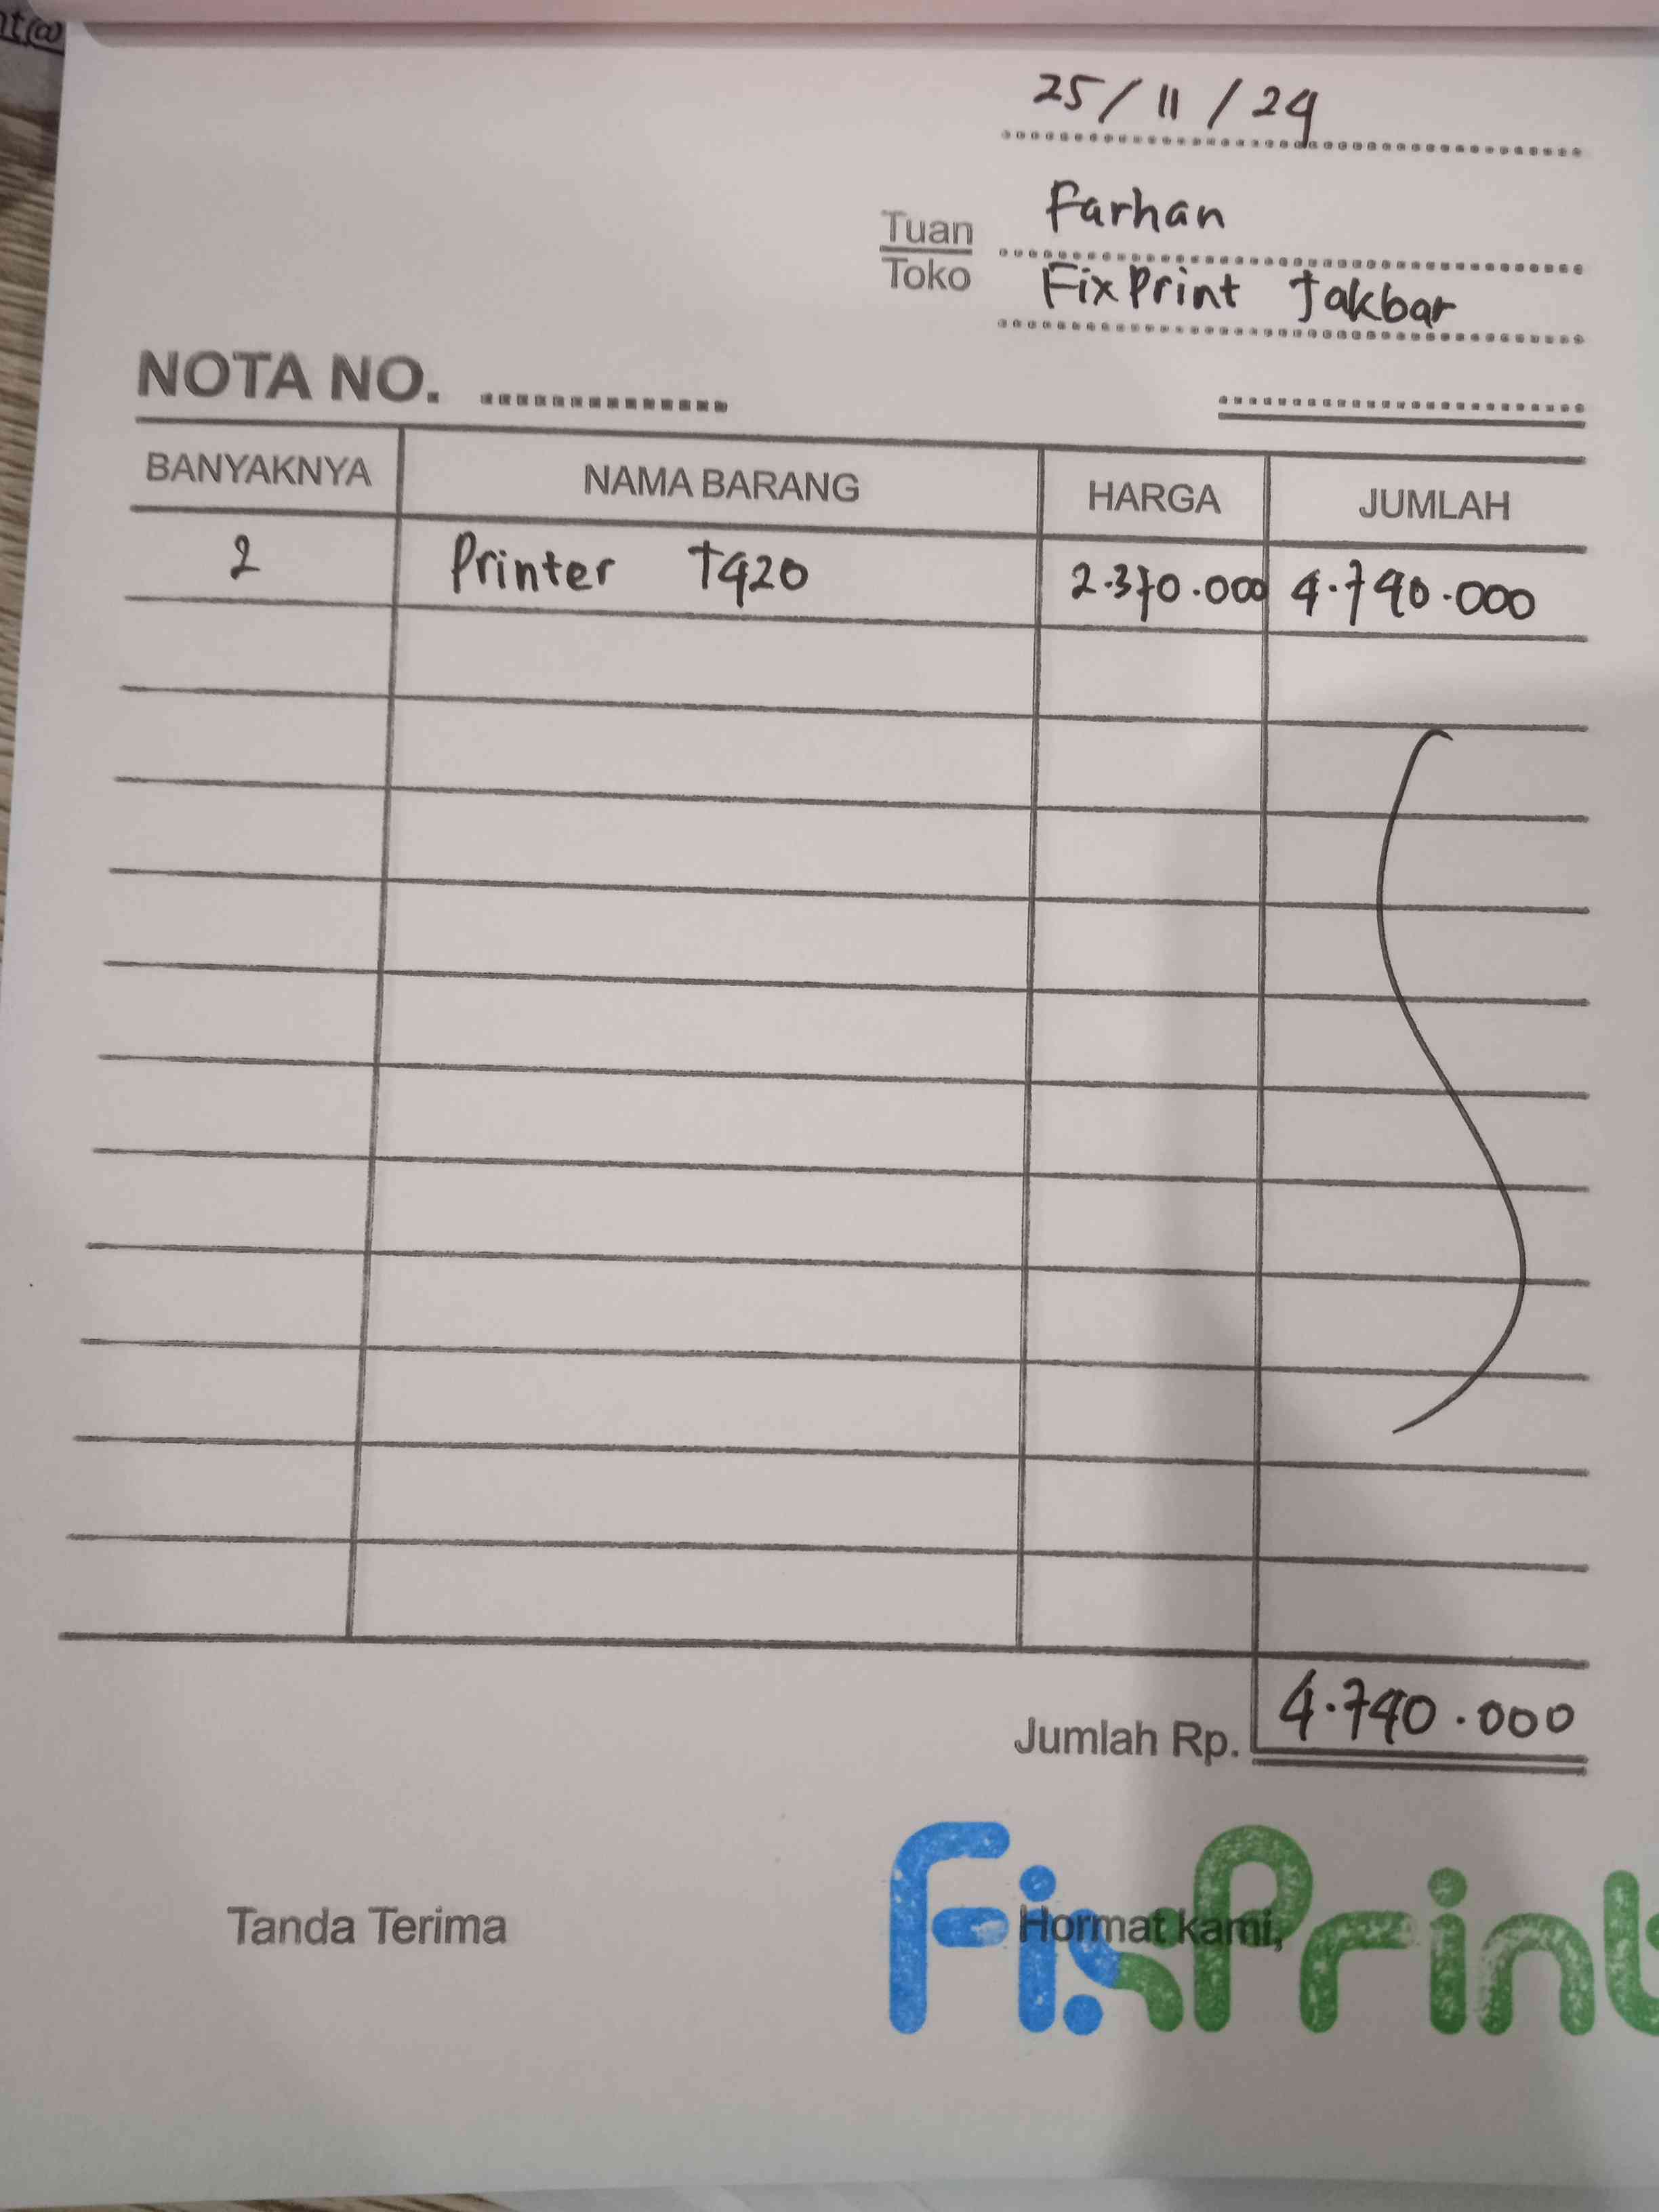 25/11/24
Farhan
Tuan
Toko
FixPrint Jakbar
NOTA NO.
BANYAKNYA NAMA BARANG HARGA JUMLAH
2 Printer T420 2.370.000 4.740.000
Jumlah Rp. 4.740.000
Tanda Terima
Hormat kami,
FixPrint